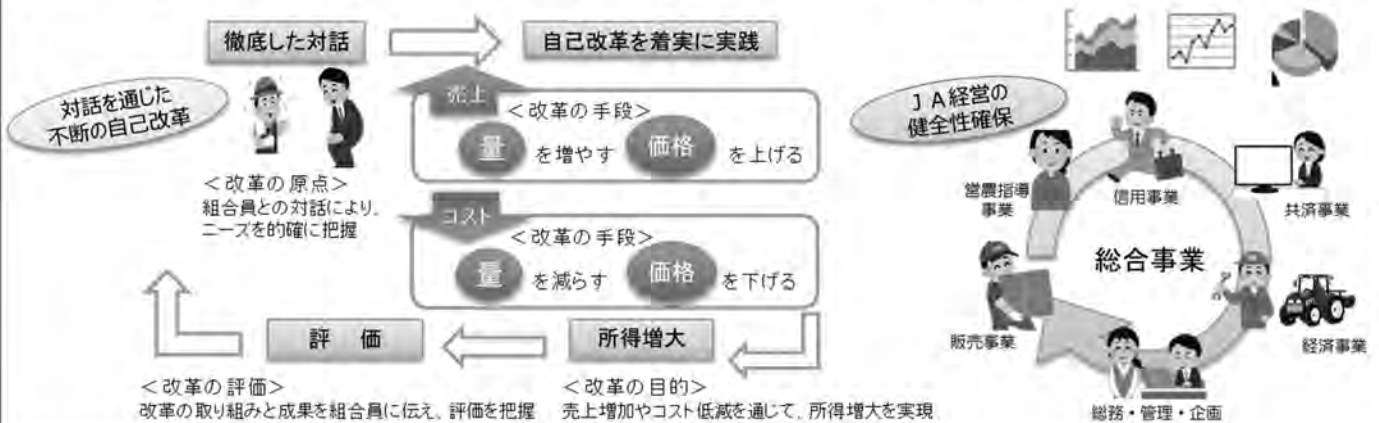 対話を通じた
不断の自己改革
徹底した対話
自己改革を着実に実践
<改革の原点>
組合員との対話により、
ニーズを的確に把握
売上
<改革の手段>
量 を増やす 価格 を上げる
コスト
<改革の手段>
量 を減らす 価格 を下げる
所得増大
<改革の目的>
売上増加やコスト低減を通じて、所得増大を実現
評 価
<改革の評価>
改革の取り組みと成果を組合員に伝え、評価を把握
JA経営の
健全性確保
総合事業
営農指導
事業
信用事業
共済事業
経済事業
総務・管理・企画
販売事業